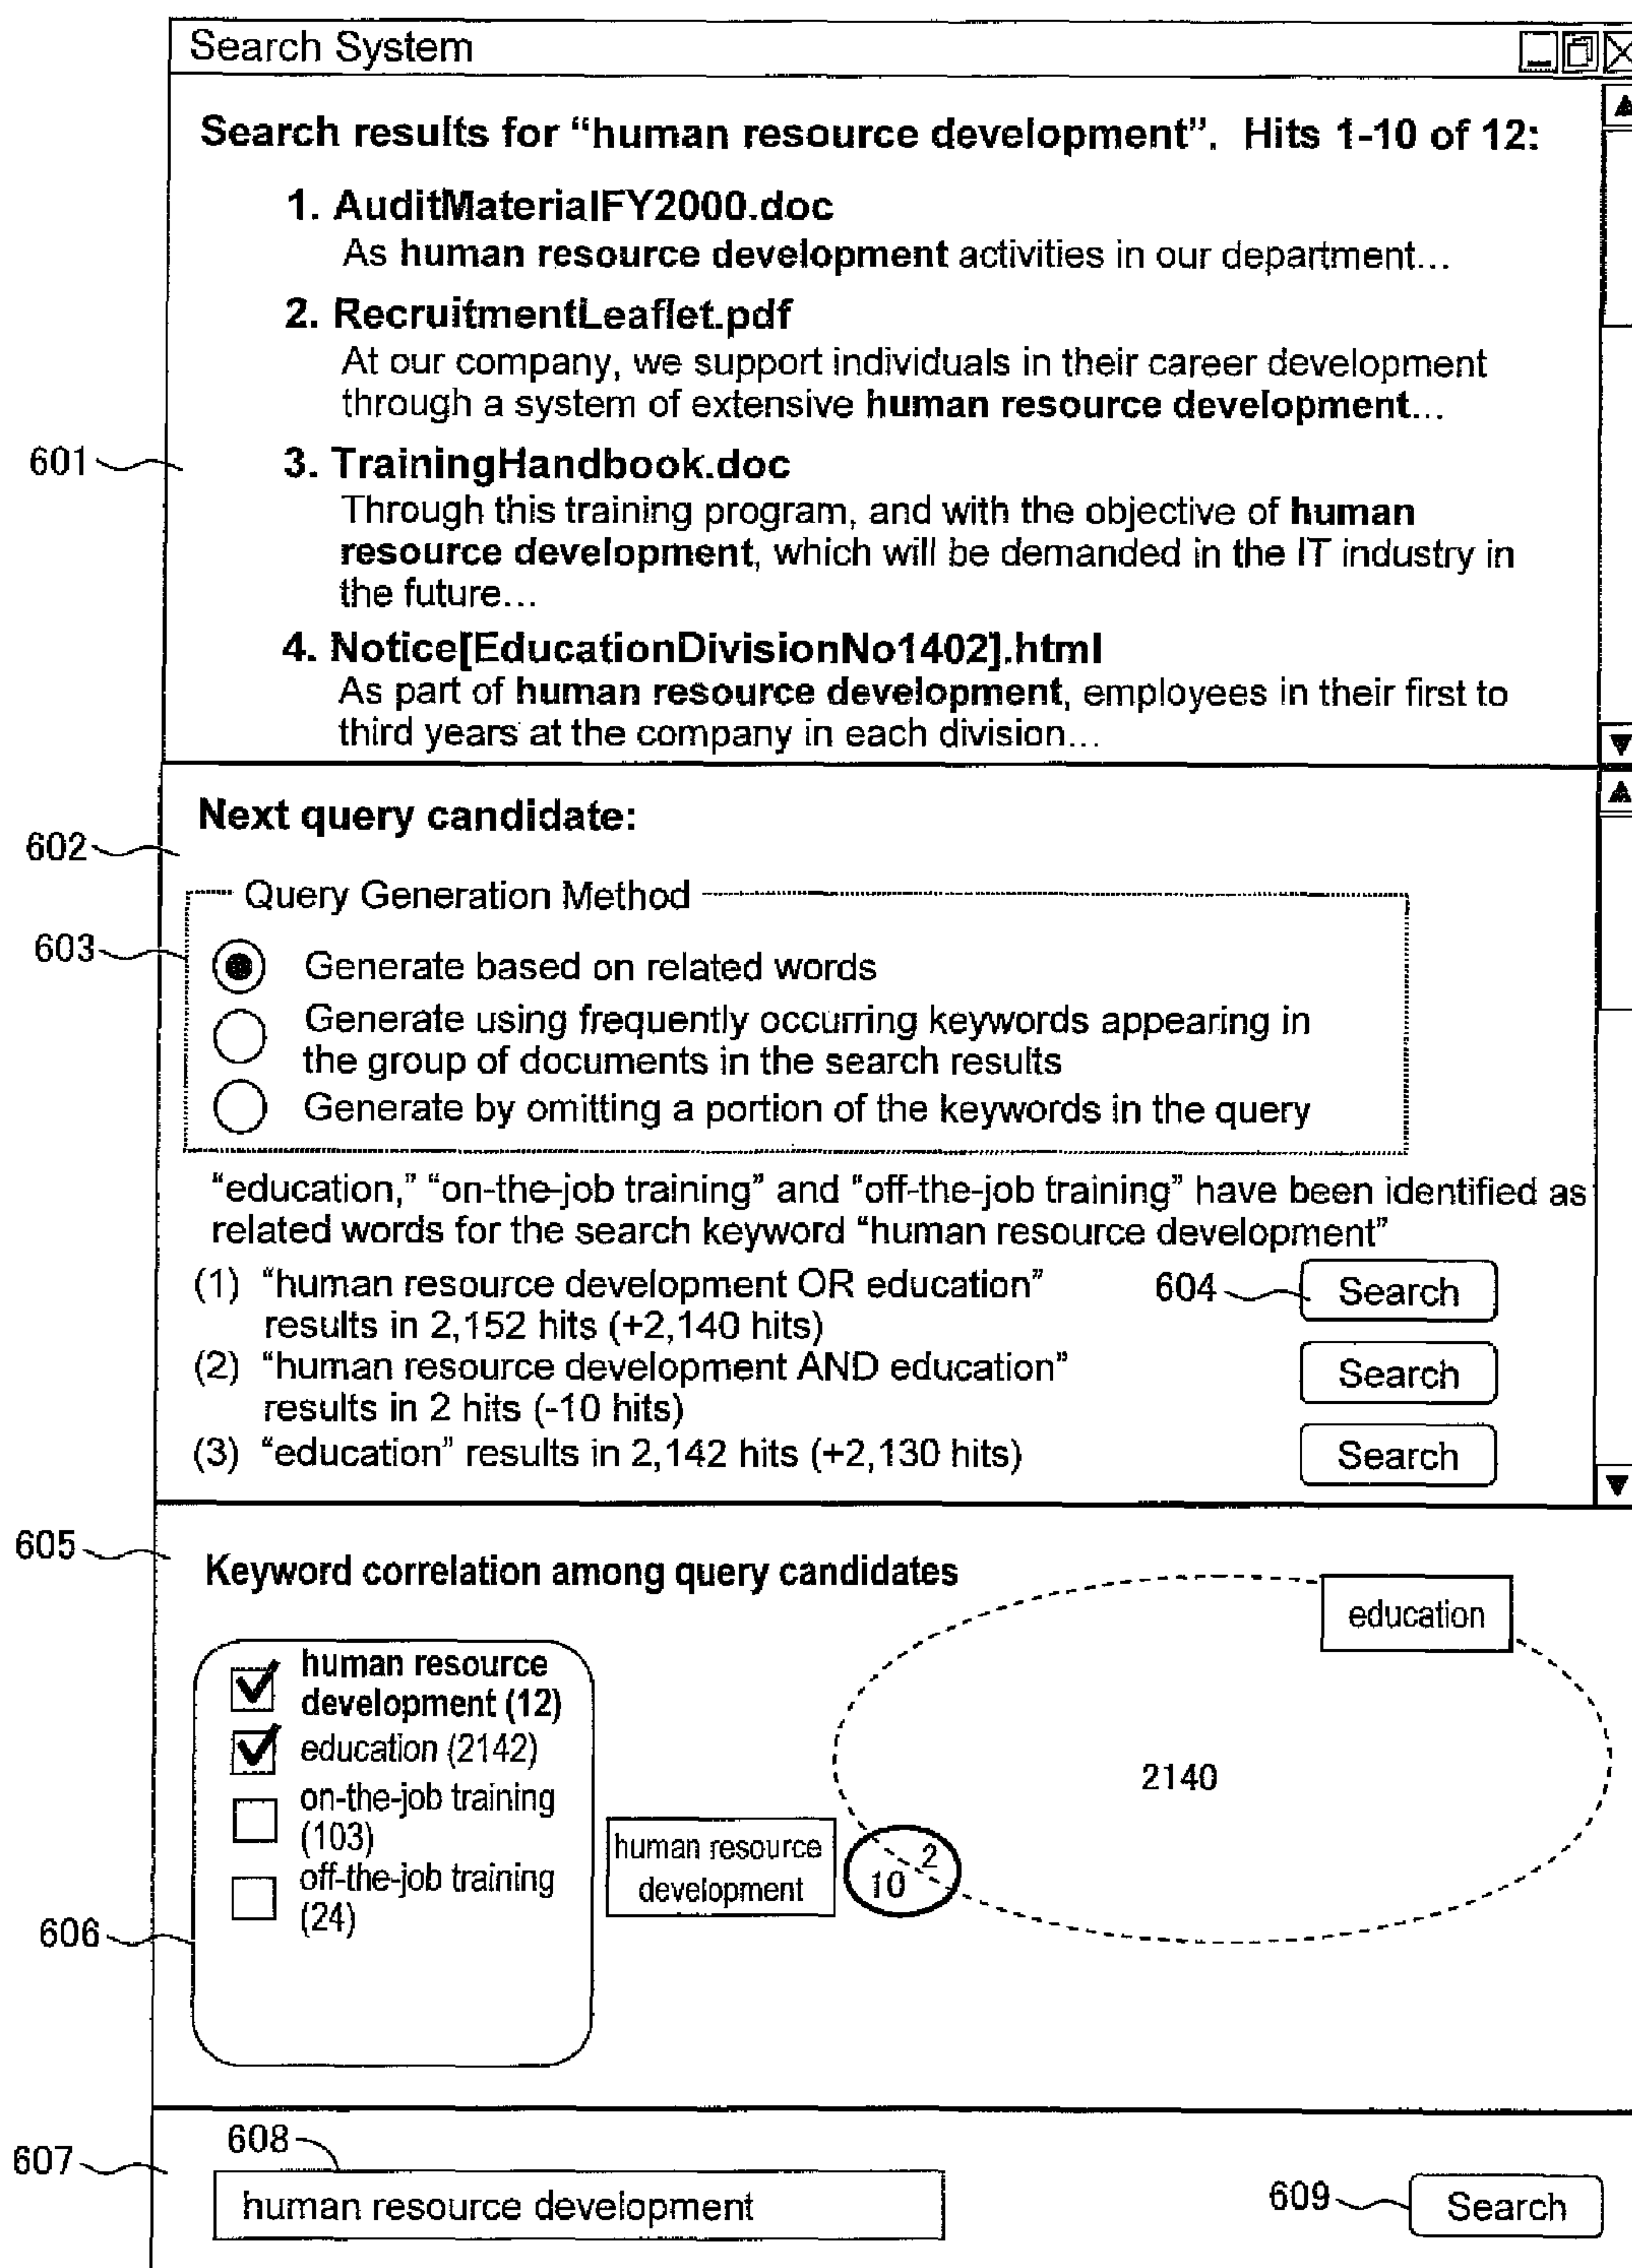 Search System
Search results for “human resource development”. Hits 1-10 of 12:
1. AuditMaterialFY2000.doc
As human resource development activities in our department...
2. RecruitmentLeaflet.pdf
At our company, we support individuals in their career development
through a system of extensive human resource development...
601
3. TrainingHandbook.doc
Through this training program, and with the objective of human
resource development, which will be demanded in the IT industry in
the future...
4. Notice[EducationDivisionNo1402].html
As part of human resource development, employees in their first to
third years at the company in each division...
Next query candidate:
602
Query Generation Method
603
Generate based on related words
Generate using frequently occurring keywords appearing in
the group of documents in the search results
Generate by omitting a portion of the keywords in the query
“education,” “on-the-job training” and “off-the-job training” have been identified as
related words for the search keyword “human resource development”
(1) “human resource development OR education”
604
Search
results in 2,152 hits (+2,140 hits)
(2) “human resource development AND education”
Search
results in 2 hits (-10 hits)
(3) “education” results in 2,142 hits (+2,130 hits)
Search
605
Keyword correlation among query candidates
education
human resource
development (12)
education (2142)
on-the-job training
(103)
off-the-job training
(24)
606
2140
human resource
development
2
10
607
608
human resource development
609
Search